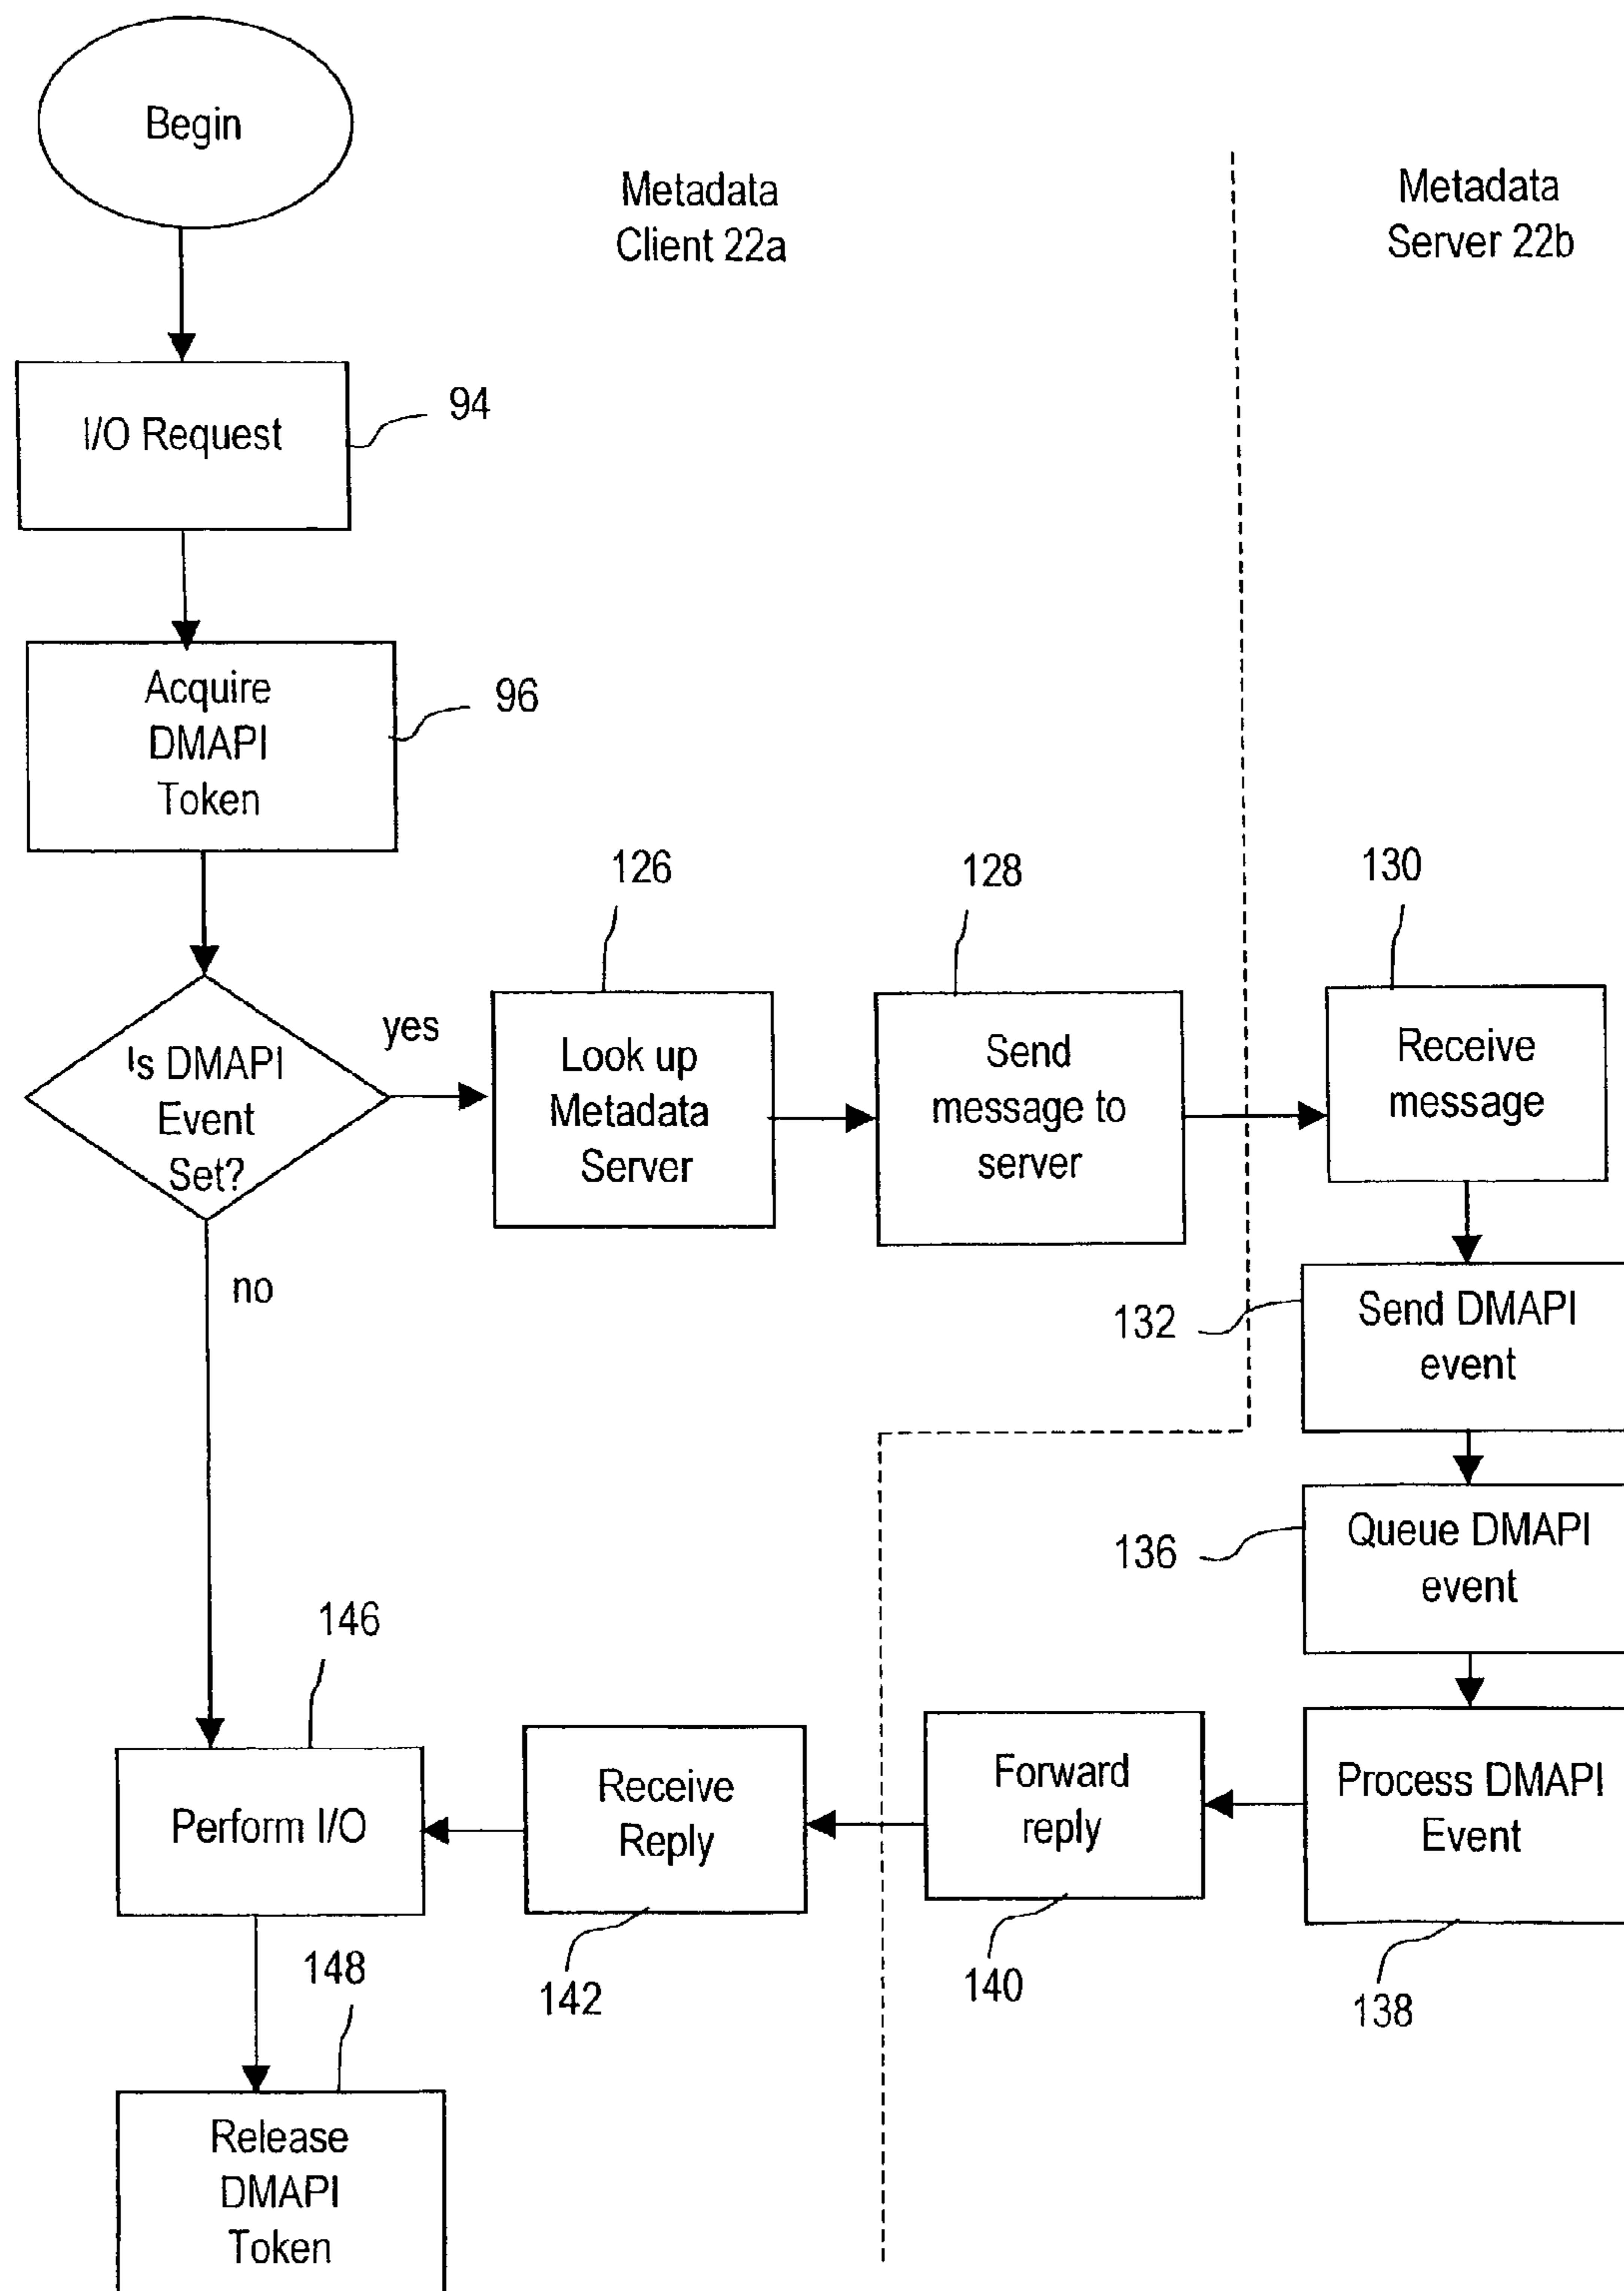 Begin
Metadata
Client 22a
Metadata
Server 22b
I/O Request
94
Acquire
DMAPI
Token
96
126
128
130
Is DMAPI
Event
Set?
yes
no
Look up
Metadata
Server
Send
message to
server
Receive
message
132
Send DMAPI
event
136
Queue DMAPI
event
146
Perform I/O
Receive
Reply
Forward
reply
Process DMAPI
Event
142
140
138
148
Release
DMAPI
Token